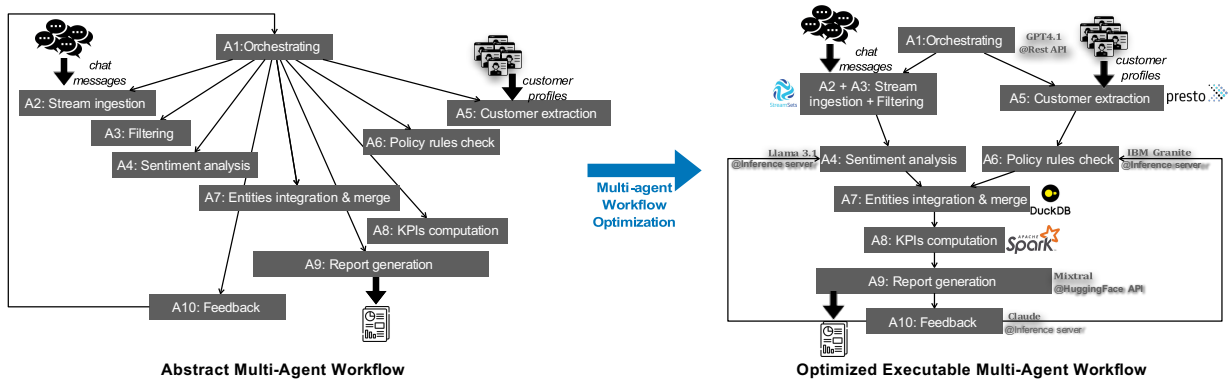 A1:Orchestrating
chat
messages
customer
profiles
A2: Stream ingestion
A5: Customer extraction
A3: Filtering
A6: Policy rules check
A4: Sentiment analysis
A7: Entities integration & merge
A8: KPIs computation
A9: Report generation
A10: Feedback
Abstract Multi-Agent Workflow
Multi-agent
Workflow
Optimization
A1:Orchestrating
GPT4.1
@Rest API
chat
messages
customer
profiles
StreamSets
A2 + A3: Stream
ingestion + Filtering
A5: Customer extraction
presto
Llama 3.1
@Inference server
A4: Sentiment analysis
A6: Policy rules check
IBM Granite
@Inference server
A7: Entities integration & merge
DuckDB
A8: KPIs computation
APACHE
Spark
A9: Report generation
Mixtral
@HuggingFace API
A10: Feedback
Claude
@Inference server
Optimized Executable Multi-Agent Workflow